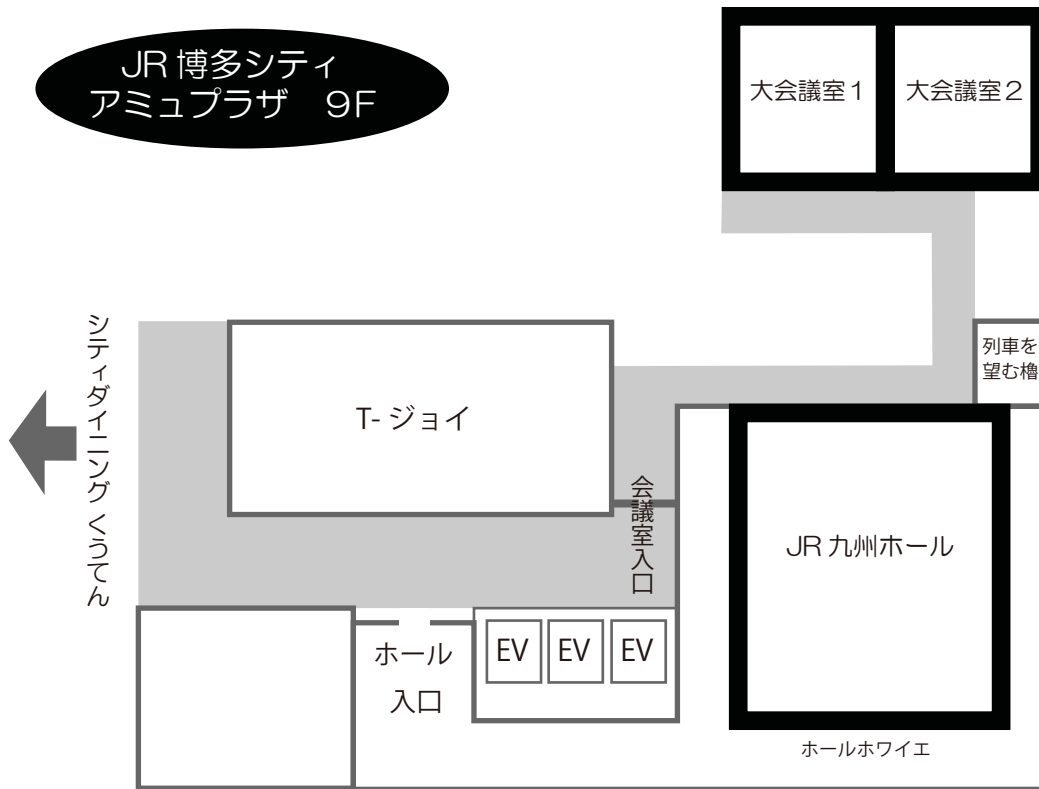 JR 博多シティ
アミュプラザ　9F
大会議室1
大会議室2
列車を
望む櫓
シティダイニングくうてん
T- ジョイ
会議室入口
JR 九州ホール
ホール
入口
EV
EV
EV
ホールホワイエ